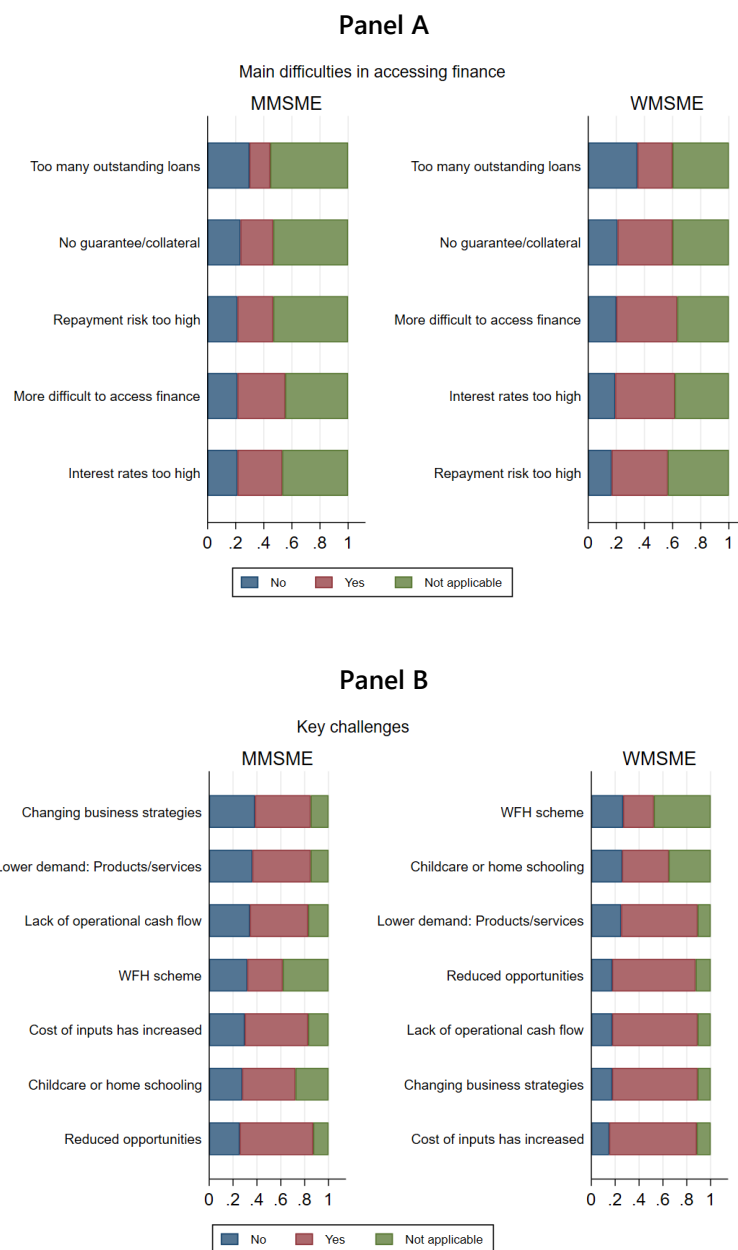 Panel A
Main difficulties in accessing finance
MMSME
WMSME
Too many outstanding loans
No guarantee/collateral
Repayment risk too high
More difficult to access finance
Interest rates too high
0 .2 .4 .6 .8 1
Too many outstanding loans
No guarantee/collateral
More difficult to access finance
Interest rates too high
Repayment risk too high
0 .2 .4 .6 .8 1
No Yes Not applicable
Panel B
Key challenges
MMSME
WMSME
Changing business strategies
ower demand: Products/services
Lack of operational cash flow
WFH scheme
Cost of inputs has increased
Childcare or home schooling
Reduced opportunities
0 .2 .4 .6 .8 1
WFH scheme
Childcare or home schooling
Lower demand: Products/services
Reduced opportunities
Lack of operational cash flow
Changing business strategies
Cost of inputs has increased
0 .2 .4 .6 .8 1
No Yes Not applicable